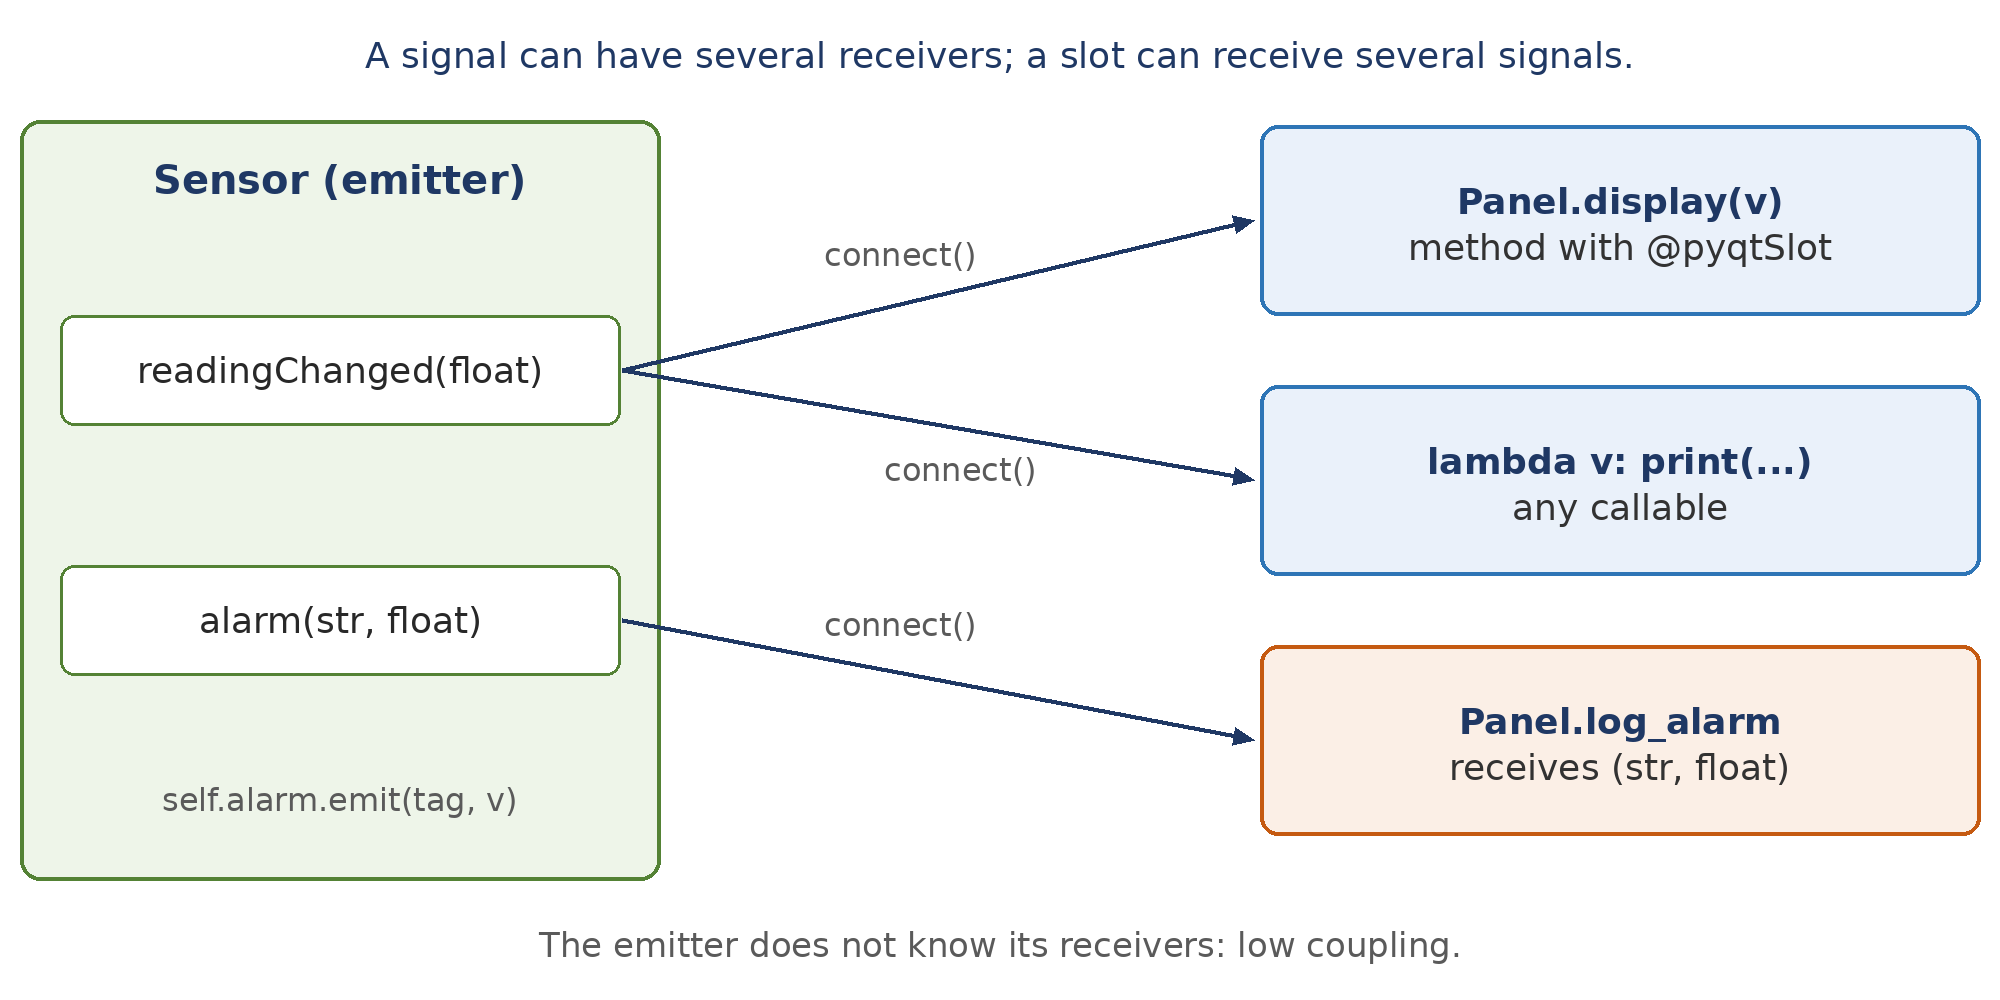 A signal can have several receivers; a slot can receive several signals.
Sensor (emitter)
readingChanged(float)
alarm(str, float)
self.alarm.emit(tag, v)
connect()
connect()
connect()
Panel.display(v)
method with @pyqtSlot
lambda v: print(...)
any callable
Panel.log_alarm
receives (str, float)
The emitter does not know its receivers: low coupling.